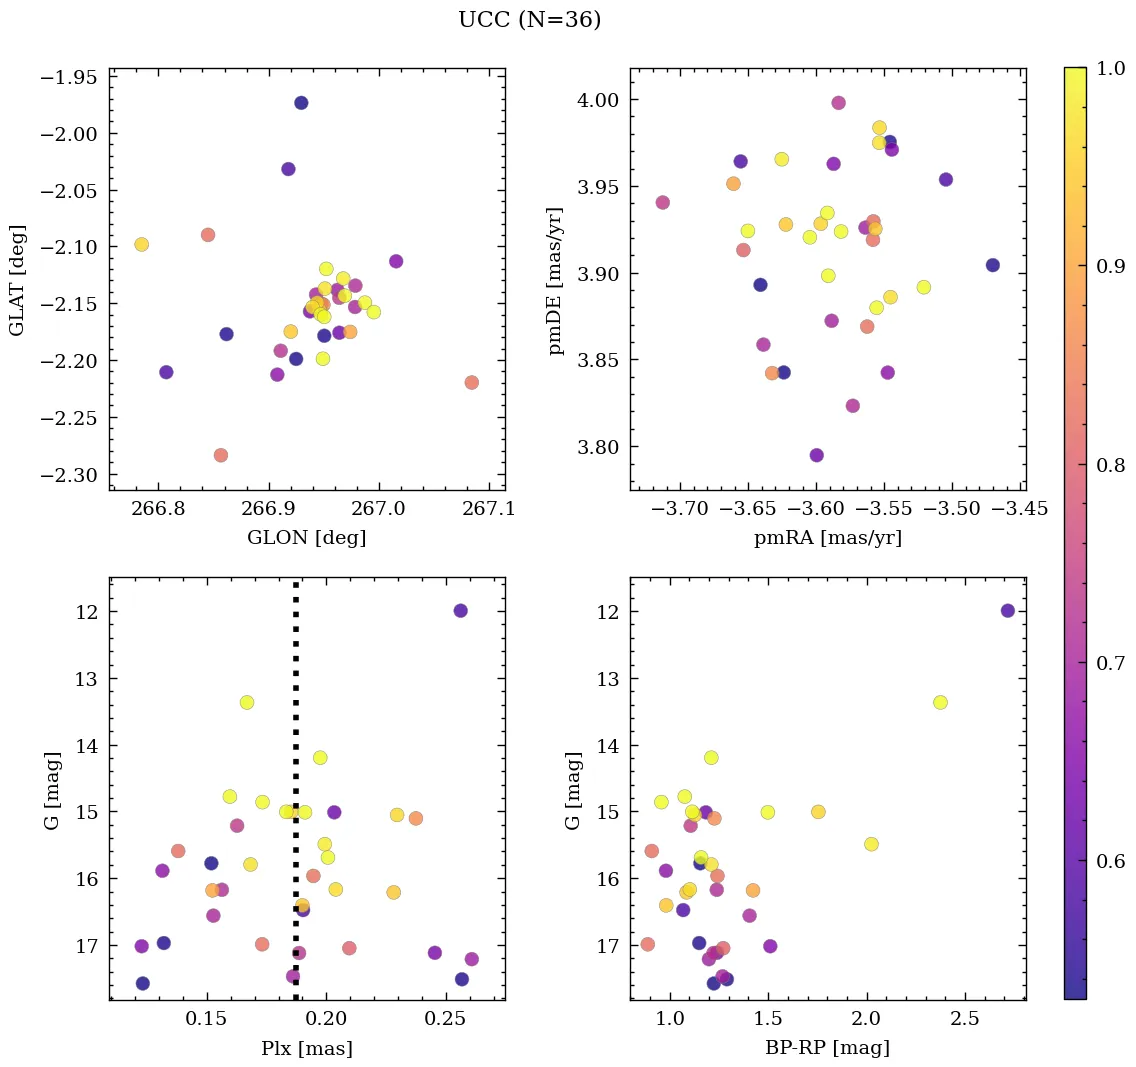 UCC (N=36)
−1.95
−2.00
−2.05
−2.10
−2.15
−2.20
−2.25
−2.30
GLAT [deg]
266.8 266.9 267.0 267.1
GLON [deg]
4.00
3.95
3.90
3.85
3.80
pmDE [mas/yr]
−3.70 −3.65 −3.60 −3.55 −3.50 −3.45
pmRA [mas/yr]
12
13
14
15
16
17
G [mag]
0.15 0.20 0.25
Plx [mas]
12
13
14
15
16
17
G [mag]
1.0 1.5 2.0 2.5
BP-RP [mag]
1.0
0.9
0.8
0.7
0.6